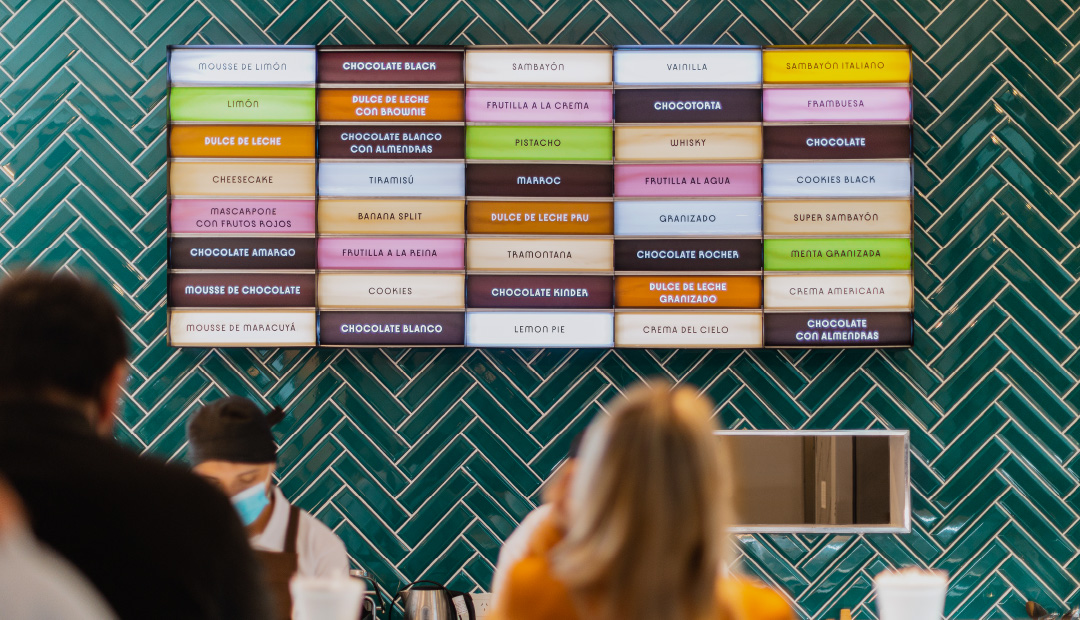 MOUSSE DE LIMÓN
CHOCOLATE BLACK
SAMBAYÓN
VAINILLA
SAMBAYÓN ITALIANO
LIMÓN
DULCE DE LECHE
CON BROWNIE
FRUTILLA A LA CREMA
CHOCOTORTA
FRAMBUESA
DULCE DE LECHE
CHOCOLATE BLANCO
CON ALMENDRAS
PISTACHO
WHISKY
CHOCOLATE
CHEESECAKE
TIRAMISÚ
MARROC
FRUTILLA AL AGUA
COOKIES BLACK
MASCARPONE
CON FRUTOS ROJOS
BANANA SPLIT
DULCE DE LECHE PRU
GRANIZADO
SUPER SAMBAYÓN
CHOCOLATE AMARGO
FRUTILLA A LA REINA
TRAMONTANA
CHOCOLATE ROCHER
MENTA GRANIZADA
MOUSSE DE CHOCOLATE
COOKIES
CHOCOLATE KINDER
DULCE DE LECHE
GRANIZADO
CREMA AMERICANA
MOUSSE DE MARACUYÁ
CHOCOLATE BLANCO
LEMON PIE
CREMA DEL CIELO
CHOCOLATE
CON ALMENDRAS